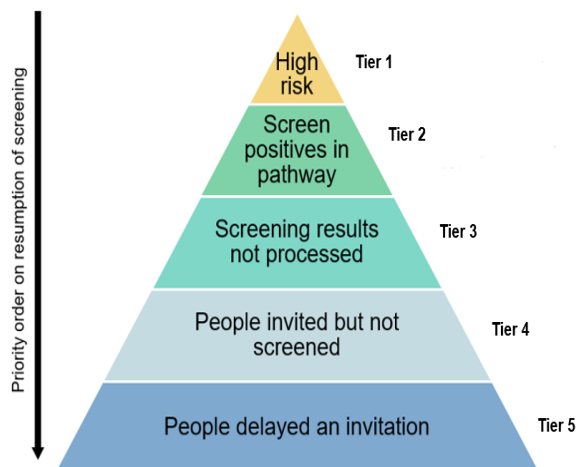 Priority order on resumption of screening
High
risk
Tier 1
Screen
positives in
pathway
Tier 2
Screening results
not processed
Tier 3
People invited but not
screened
Tier 4
People delayed an invitation
Tier 5